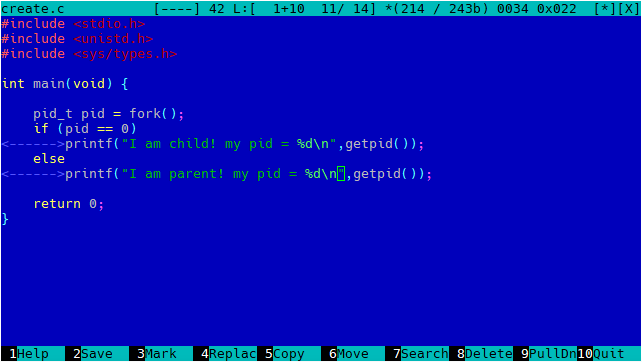 create.c [----] 42 L:[ 1+10 11/ 14] *(214 / 243b) 0034 0x022 [*][X]
#include <stdio.h>
#include <unistd.h>
#include <sys/types.h>
int main(void) {
pid_t pid = fork();
if (pid == 0)
<------>printf("I am child! my pid = %d\n",getpid());
else
<------>printf("I am parent! my pid = %d\n",getpid());
return 0;
}
1Help 2Save 3Mark 4Replac 5Copy 6Move 7Search 8Delete 9PullDn 10Quit